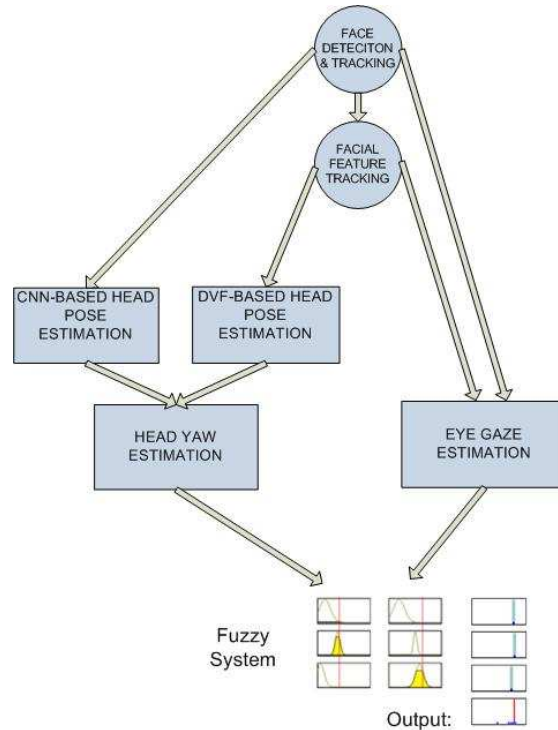 FACE
DETECITON
& TRACKING
FACIAL
FEATURE
TRACKING
CNN-BASED HEAD
POSE
ESTIMATION
DVF-BASED HEAD
POSE
ESTIMATION
HEAD YAW
ESTIMATION
EYE GAZE
ESTIMATION
Fuzzy
System
Output: